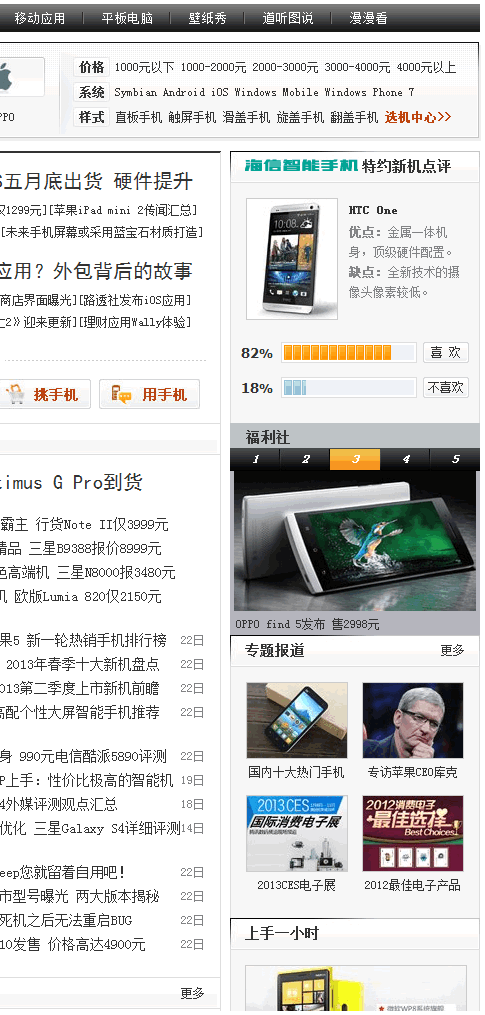 移动应用 平板电脑 壁纸秀 道听图说 漫漫看
价格 1000元以下 1000-2000元 2000-3000元 3000-4000元 4000元以上
系统 Symbian Android iOS Windows Mobile Windows Phone 7
PPO 样式 直板手机 触屏手机 滑盖手机 旋盖手机 翻盖手机 选机中心>>
五月底出货 硬件提升
仅1299元][苹果iPad mini 2传闻汇总]
[未来手机屏幕或采用蓝宝石材质打造]
应用？外包背后的故事
商店界面曝光][路透社发布iOS应用]
2》迎来更新][理财应用Wally体验]
挑手机 用手机
imus G Pro到货
霸主 行货Note II仅3999元
精品 三星B9388报价8999元
色高端机 三星N8000报3480元
机 欧版Lumia 820仅2150元
果5 新一轮热销手机排行榜 22日
2013年春季十大新机盘点 22日
013第二季度上市新机前瞻 22日
高配个性大屏智能手机推荐 22日
身 990元电信酷派5890评测 22日
P上手：性价比极高的智能机 19日
4外媒评测观点汇总 18日
优化 三星Galaxy S4详细评测 14日
eep您就留着自用吧！ 22日
市型号曝光 两大版本揭秘 22日
死机之后无法重启BUG 22日
10发售 价格高达4900元 22日
更多
海信智能手机 特约新机点评
HTC One
优点：金属一体机
身，顶级硬件配置。
缺点：全新技术的摄
像头像素较低。
82% 喜 欢
18% 不喜欢
福利社
1 2 3 4 5
OPPO find 5发布 售2998元
专题报道 更多
国内十大热门手机 专访苹果CEO库克
2013CES
国际消费电子展
2012消费电子
最佳选择
Best Choices!
2013CES电子展 2012最佳电子产品
上手一小时